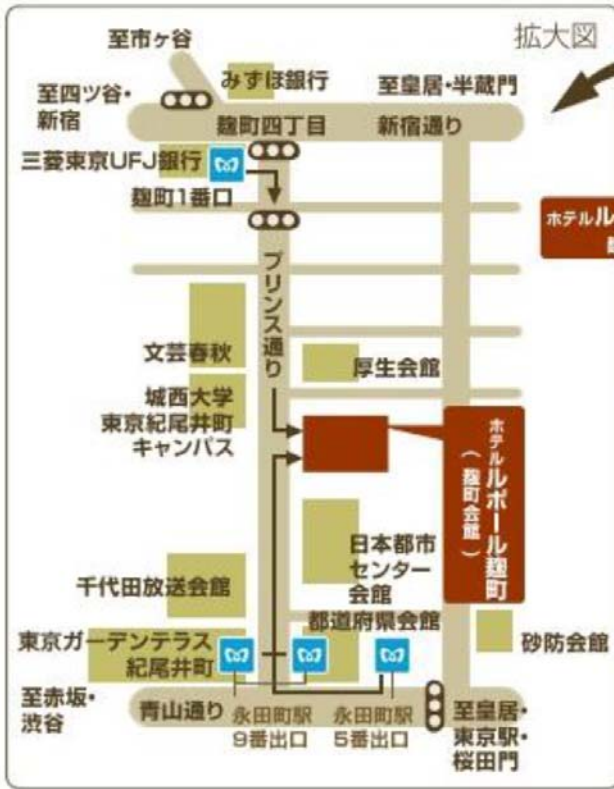 拡大図
至市ヶ谷
みずほ銀行
至皇居・半蔵門
至四ツ谷・
新宿
麹町四丁目
新宿通り
三菱東京UFJ銀行
麹町1番口
ホテルル
プリンス通り
文芸春秋
厚生会館
城西大学
東京紀尾井町
キャンパス
ホテルルポール麹町
(麹町会館)
日本都市
センター
会館
千代田放送会館
都道府県会館
東京ガーデンテラス
紀尾井町
砂防会館
至赤坂・
渋谷
青山通り
永田町駅
9番出口
永田町駅
5番出口
至皇居・
東京駅・
桜田門